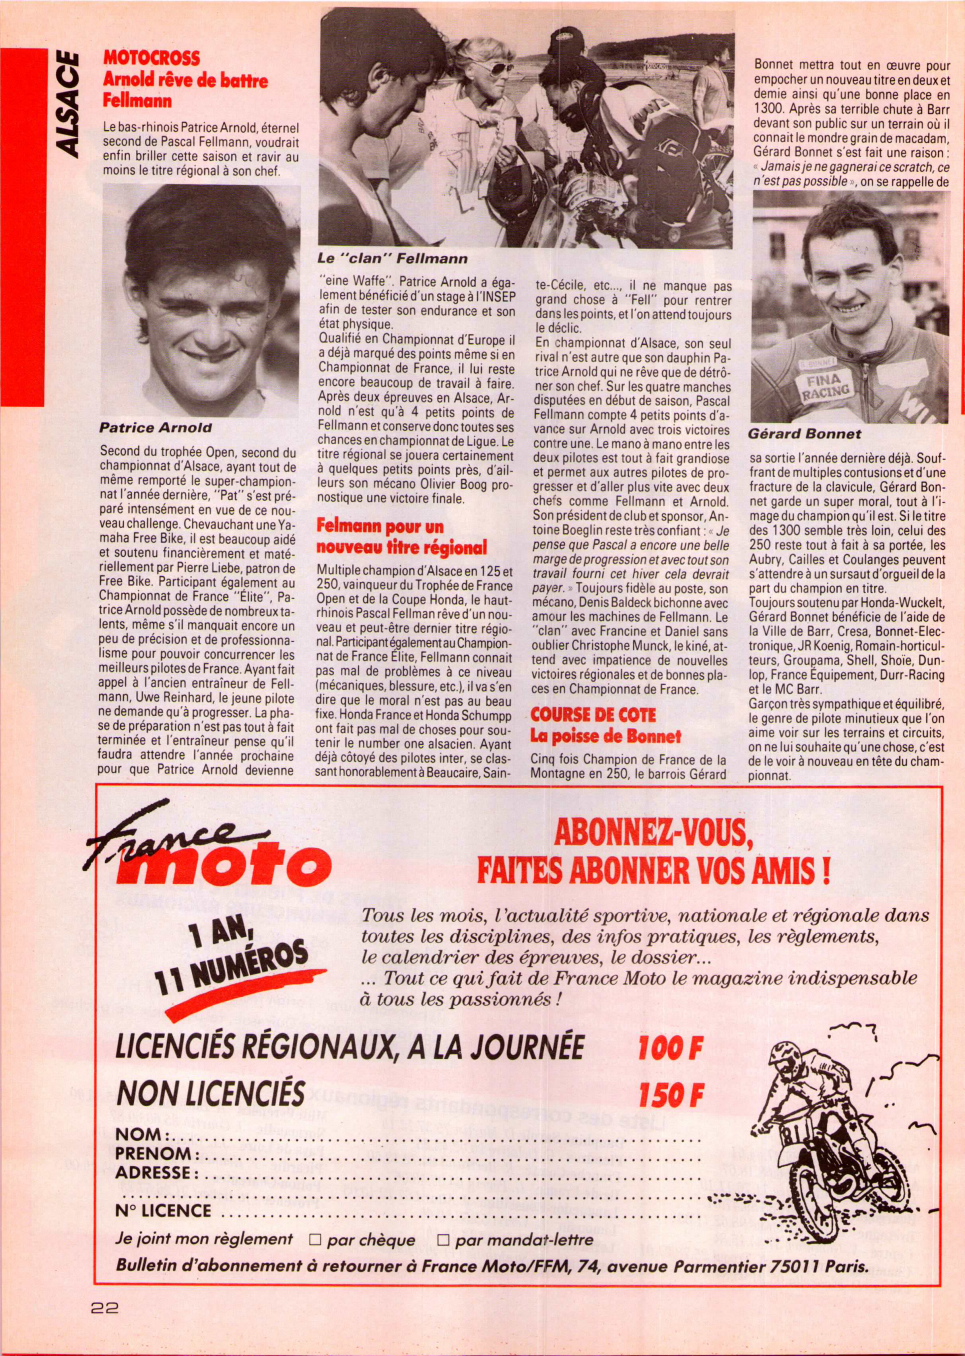 ALSACE
MOTOCROSS
Arnold rêve de battre
Fellmann
Le bas-rhinois Patrice Arnold, éternel
second de Pascal Fellmann, voudrait
enfin briller cette saison et ravir au
moins le titre régional à son chef.
Patrice Arnold
Second du trophée Open, second du
championnat d'Alsace, ayant tout de
même remporté le super-champion-
nat l'année dernière, "Pat" s'est pré-
paré intensément en vue de ce nou-
veau challenge. Chevauchant une Ya-
maha Free Bike, il est beaucoup aidé
et soutenu financièrement et maté-
riellement par Pierre Liebe, patron de
Free Bike. Participant également au
Championnat de France "Élite", Pa-
trice Arnold possède de nombreux ta-
lents, même s'il manquait encore un
peu de précision et de professionna-
lisme pour pouvoir concurrencer les
meilleurs pilotes de France. Ayant fait
appel à l'ancien entraîneur de Fell-
mann, Uwe Reinhard, le jeune pilote
ne demande qu'à progresser. La pha-
se de préparation n'est pas tout à fait
terminée et l'entraîneur pense qu'il
faudra attendre l'année prochaine
pour que Patrice Arnold devienne
Le "clan" Fellmann
"eine Waffe". Patrice Arnold a éga-
lement bénéficié d'un stage à l'INSEP
afin de tester son endurance et son
état physique.
Qualifié en Championnat d'Europe il
a déjà marqué des points même si en
Championnat de France, il lui reste
encore beaucoup de travail à faire.
Après deux épreuves en Alsace, Ar-
nold n'est qu'à 4 petits points de
Fellmann et conserve donc toutes ses
chances en championnat de Ligue. Le
titre régional se jouera certainement
à quelques petits points près, d'ail-
leurs son mécano Olivier Boog pro-
nostique une victoire finale.
Felmann pour un
nouveau titre régional
Multiple champion d'Alsace en 125 et
250, vainqueur du Trophée de France
Open et de la Coupe Honda, le haut-
rhinois Pascal Fellman rêve d'un nou-
veau et peut-être dernier titre régio-
nal. Participant également au Champion-
nat de France Élite, Fellmann connait
pas mal de problèmes à ce niveau
(mécaniques, blessure, etc.), il va s'en
dire que le moral n'est pas au beau
fixe. Honda France et Honda Schumpp
ont fait pas mal de choses pour sou-
tenir le number one alsacien. Ayant
déjà côtoyé des pilotes inter, se clas-
sant honorablement à Beaucaire, Sain-
te-Cécile, etc..., il ne manque pas
grand chose à "Fell" pour rentrer
dans les points, et l'on attend toujours
le déclic.
En championnat d'Alsace, son seul
rival n'est autre que son dauphin Pa-
trice Arnold qui ne rêve que de détrô-
ner son chef. Sur les quatre manches
disputées en début de saison, Pascal
Fellmann compte 4 petits points d'a-
vance sur Arnold avec trois victoires
contre une. Le mano à mano entre les
deux pilotes est tout à fait grandiose
et permet aux autres pilotes de pro-
gresser et d'aller plus vite avec deux
chefs comme Fellmann et Arnold.
Son président de club et sponsor, An-
toine Boeglin reste très confiant : « Je
pense que Pascal a encore une belle
marge de progression et avec tout son
travail fourni cet hiver cela devrait
payer. » Toujours fidèle au poste, son
mécano, Denis Baldeck bichonne avec
amour les machines de Fellmann. Le
"clan" avec Francine et Daniel sans
oublier Christophe Munck, le kiné, at-
tend avec impatience de nouvelles
victoires régionales et de bonnes pla-
ces en Championnat de France.
COURSE DE COTE
La poisse de Bonnet
Cinq fois Champion de France de la
Montagne en 250, le barrois Gérard
Bonnet mettra tout en œuvre pour
empocher un nouveau titre en deux et
demie ainsi qu'une bonne place en
1300. Après sa terrible chute à Barr
devant son public sur un terrain où il
connait le mondre grain de macadam,
Gérard Bonnet s'est fait une raison :
« Jamais je ne gagnerai ce scratch, ce
n'est pas possible », on se rappelle de
FINA
RACING
Gérard Bonnet
sa sortie l'année dernière déjà. Souf-
frant de multiples contusions et d'une
fracture de la clavicule, Gérard Bon-
net garde un super moral, tout à l'i-
mage du champion qu'il est. Si le titre
des 1300 semble très loin, celui des
250 reste tout à fait à sa portée, les
Aubry, Cailles et Coulanges peuvent
s'attendre à un sursaut d'orgueil de la
part du champion en titre.
Toujours soutenu par Honda-Wuckelt,
Gérard Bonnet bénéficie de l'aide de
la Ville de Barr, Cresa, Bonnet-Elec-
tronique, JR Koenig, Romain-horticul-
teurs, Groupama, Shell, Shoïe, Dun-
lop, France Équipement, Durr-Racing
et le MC Barr.
Garçon très sympathique et équilibré,
le genre de pilote minutieux que l'on
aime voir sur les terrains et circuits,
on ne lui souhaite qu'une chose, c'est
de le voir à nouveau en tête du cham-
pionnat.
France
moto
1 AN,
11 NUMÉROS
ABONNEZ-VOUS,
FAITES ABONNER VOS AMIS !
Tous les mois, l'actualité sportive, nationale et régionale dans
toutes les disciplines, des infos pratiques, les règlements,
le calendrier des épreuves, le dossier...
... Tout ce qui fait de France Moto le magazine indispensable
à tous les passionnés !
LICENCIÉS RÉGIONAUX, A LA JOURNÉE 100 F
NON LICENCIÉS 150 F
NOM :
PRENOM :
ADRESSE :
N° LICENCE
Je joint mon règlement □ par chèque □ par mandat-lettre
Bulletin d'abonnement à retourner à France Moto/FFM, 74, avenue Parmentier 75011 Paris.
22